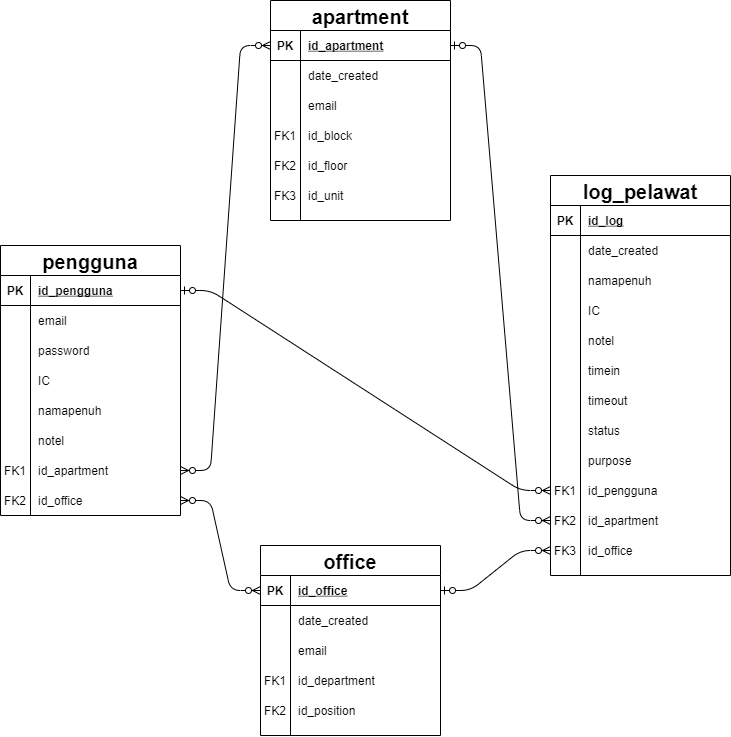 apartment
PK id_apartment
date_created
email
FK1 id_block
FK2 id_floor
FK3 id_unit
log_pelawat
PK id_log
date_created
namapenuh
IC
notel
timein
timeout
status
purpose
FK1 id_pengguna
FK2 id_apartment
FK3 id_office
pengguna
PK id_pengguna
email
password
IC
namapenuh
notel
FK1 id_apartment
FK2 id_office
office
PK id_office
date_created
email
FK1 id_department
FK2 id_position